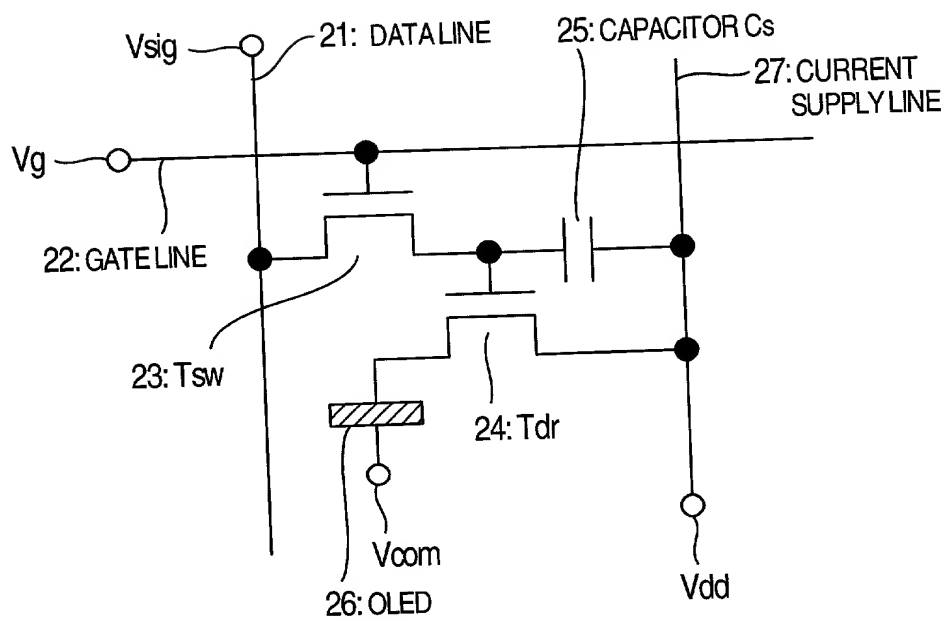 Vsig
21: DATA LINE
25: CAPACITOR Cs
27: CURRENT
SUPPLY LINE
Vg
22: GATE LINE
23: Tsw
24: Tdr
Vcom
Vdd
26: OLED